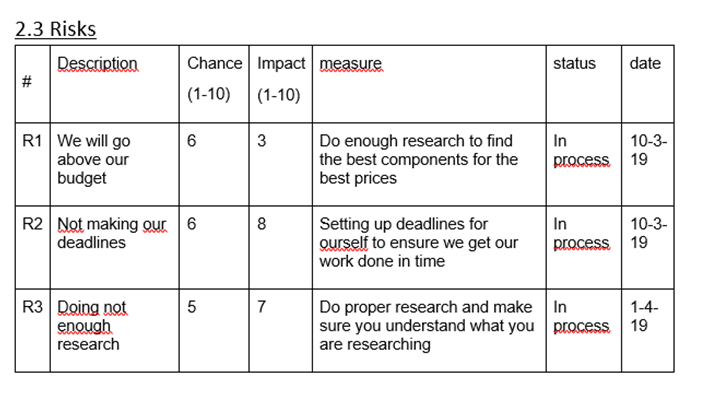 2.3 Risks
# Description Chance (1-10) Impact (1-10) measure status date
R1 We will go 6 3 Do enough research to find In 10-3-
above our the best components for the process 19
budget best prices
R2 Not making our 6 8 Setting up deadlines for In 10-3-
deadlines ourself to ensure we get our process 19
work done in time
R3 Doing not 5 7 Do proper research and make In 1-4-
enough sure you understand what you process 19
research are researching